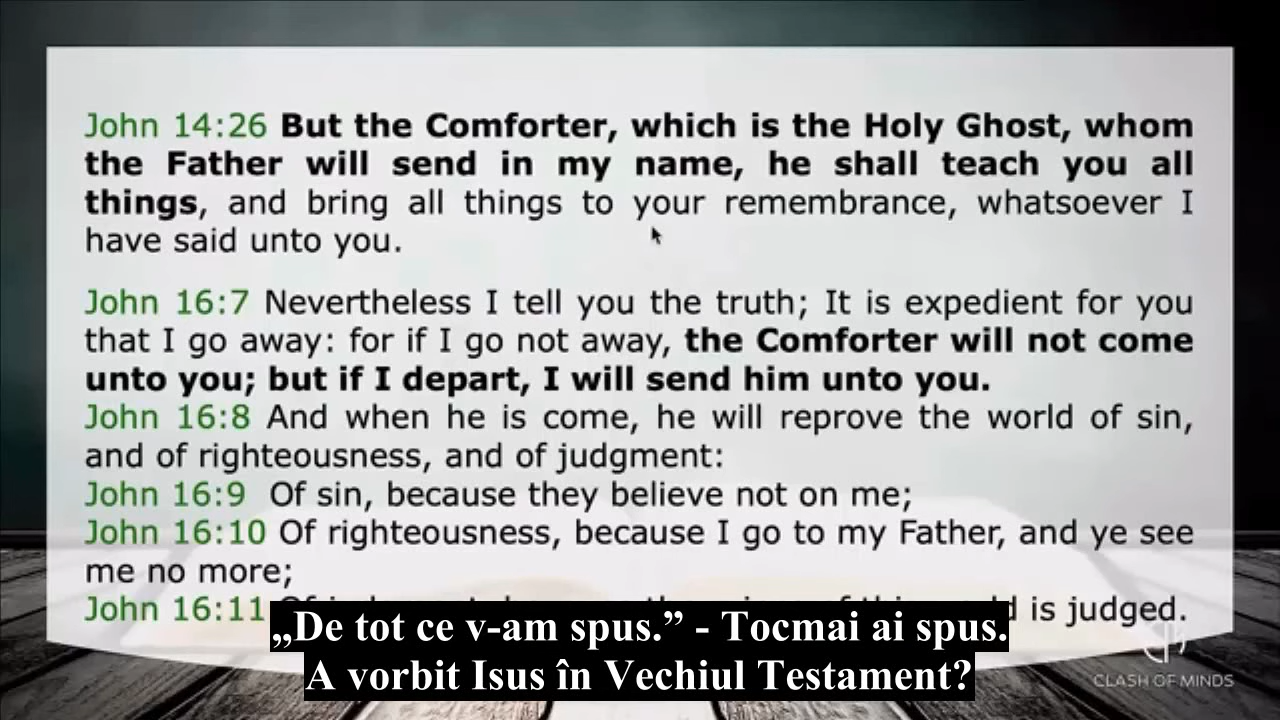 John 14:26 But the Comforter, which is the Holy Ghost, whom
the Father will send in my name, he shall teach you all
things, and bring all things to your remembrance, whatsoever I
have said unto you.
John 16:7 Nevertheless I tell you the truth; It is expedient for you
that I go away: for if I go not away, the Comforter will not come
unto you; but if I depart, I will send him unto you.
John 16:8 And when he is come, he will reprove the world of sin,
and of righteousness, and of judgment:
John 16:9 Of sin, because they believe not on me;
John 16:10 Of righteousness, because I go to my Father, and ye see
me no more;
John 16:11 is judged.
„De tot ce v-am spus.” - Tocmai ai spus.
A vorbit Isus în Vechiul Testament?
CLASH OF MINDS